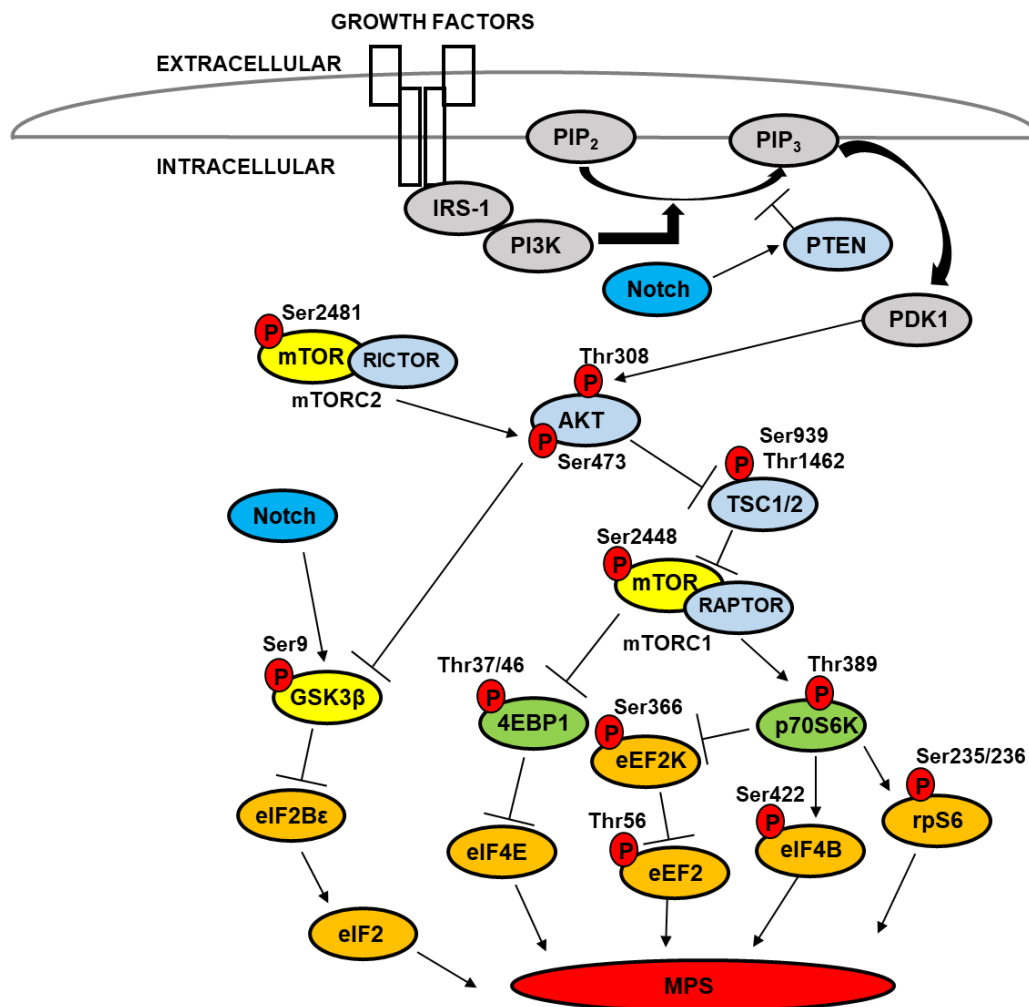 GROWTH FACTORS
EXTRACELLULAR
INTRACELLULAR
PIP2
PIP3
IRS-1
PI3K
PTEN
Notch
PDK1
Ser2481
P
mTOR
RICTOR
mTORC2
Thr308
P
AKT
P
Ser473
Ser939
P
Thr1462
TSC1/2
Notch
Ser2448
P
mTOR
RAPTOR
mTORC1
Ser9
P
GSK3β
Thr37/46
P
4EBP1
Thr389
P
p70S6K
Ser366
P
eEF2K
Ser235/236
P
rpS6
eIF2Bε
Thr56
P
eEF2
eIF4E
Ser422
P
eIF4B
eIF2
MPS